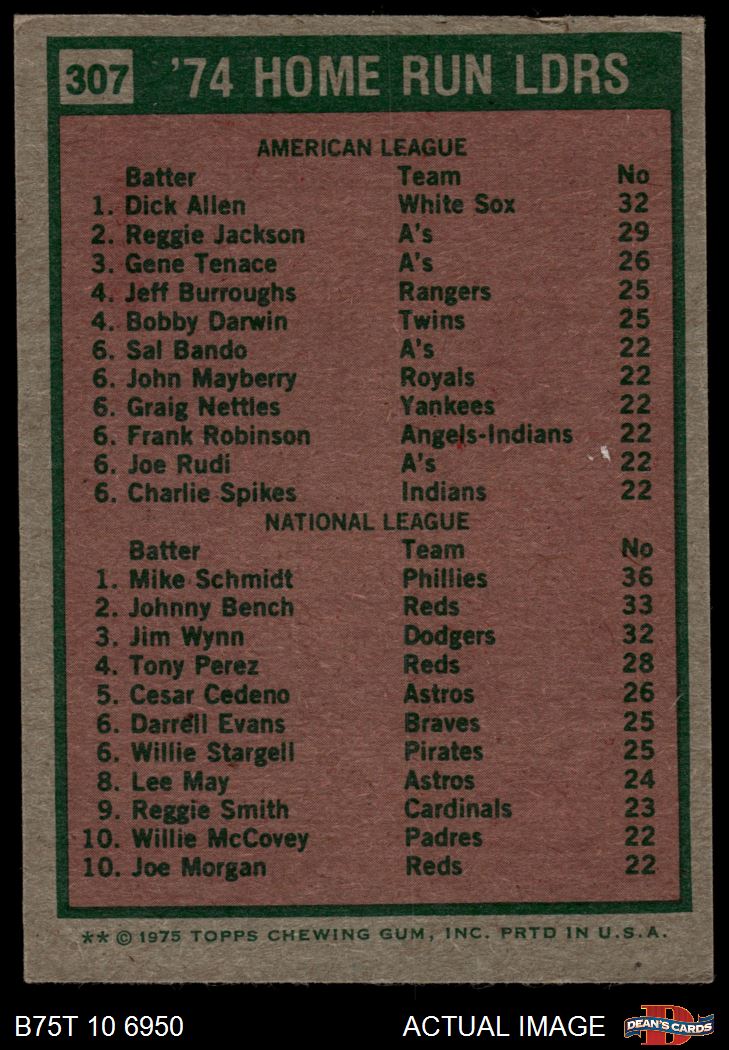 307 '74 HOME RUN LDRS
AMERICAN LEAGUE
Batter Team No
1. Dick Allen White Sox 32
2. Reggie Jackson A's 29
3. Gene Tenace A's 26
4. Jeff Burroughs Rangers 25
4. Bobby Darwin Twins 25
6. Sal Bando A's 22
6. John Mayberry Royals 22
6. Graig Nettles Yankees 22
6. Frank Robinson Angels-Indians 22
6. Joe Rudi A's 22
6. Charlie Spikes Indians 22
NATIONAL LEAGUE
Batter Team No
1. Mike Schmidt Phillies 36
2. Johnny Bench Reds 33
3. Jim Wynn Dodgers 32
4. Tony Perez Reds 28
5. Cesar Cedeno Astros 26
6. Darrell Evans Braves 25
6. Willie Stargell Pirates 25
8. Lee May Astros 24
9. Reggie Smith Cardinals 23
10. Willie McCovey Padres 22
10. Joe Morgan Reds 22
** © 1975 TOPPS CHEWING GUM, INC. PRTD IN U.S.A.
B75T 10 6950 ACTUAL IMAGE D DEAN'S CARDS